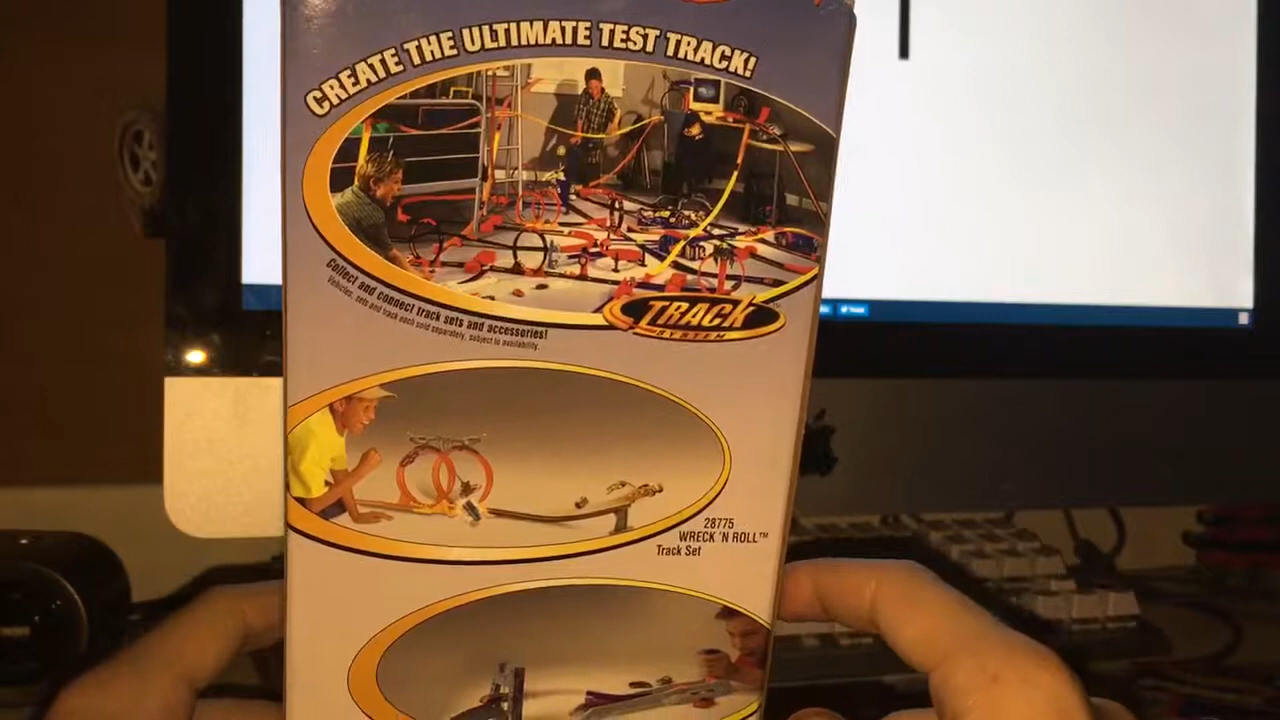 CREATE THE ULTIMATE TEST TRACK!
Collect and connect track sets and accessories!
Vehicles, sets and track each sold separately, subject to availability.
TRACK
SYSTEM
28775
WRECK 'N ROLL™
Track Set